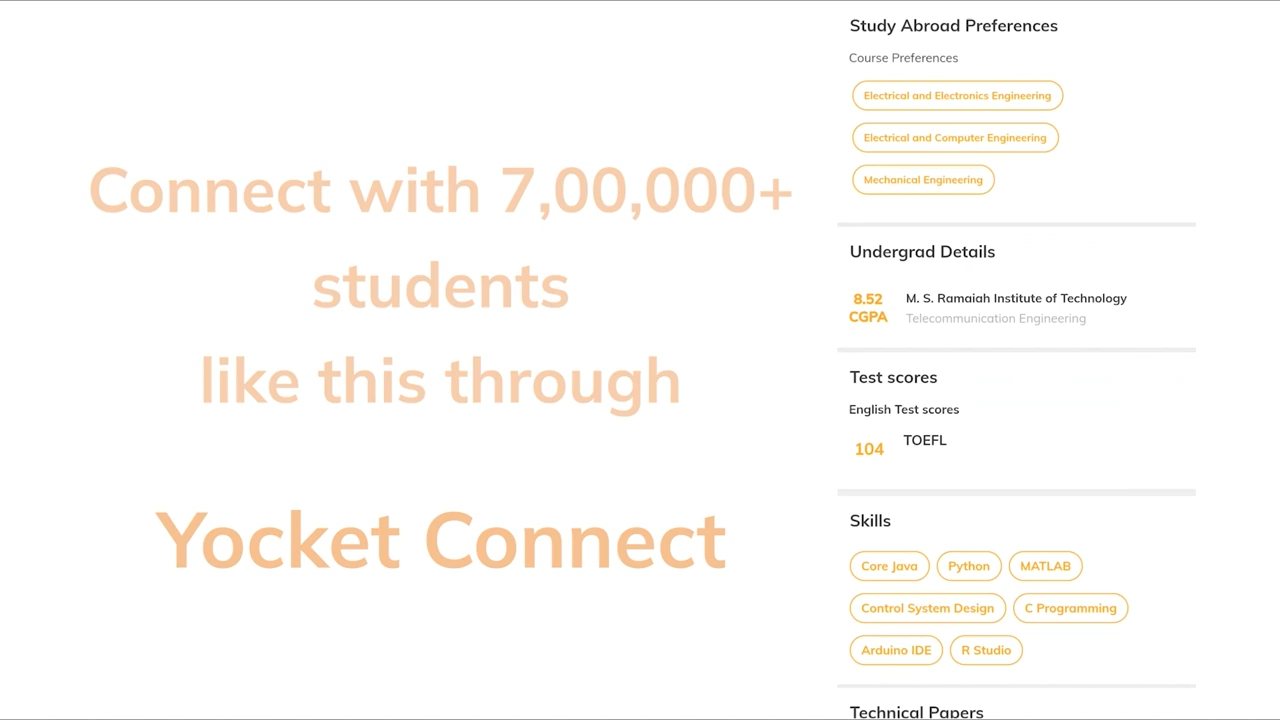 Connect with 7,00,000+
students
like this through
Yocket Connect
Study Abroad Preferences
Course Preferences
Electrical and Electronics Engineering
Electrical and Computer Engineering
Mechanical Engineering
Undergrad Details
8.52
CGPA
M. S. Ramaiah Institute of Technology
Telecommunication Engineering
Test scores
English Test scores
104
TOEFL
Skills
Core Java
Python
MATLAB
Control System Design
C Programming
Arduino IDE
R Studio
Technical Papers